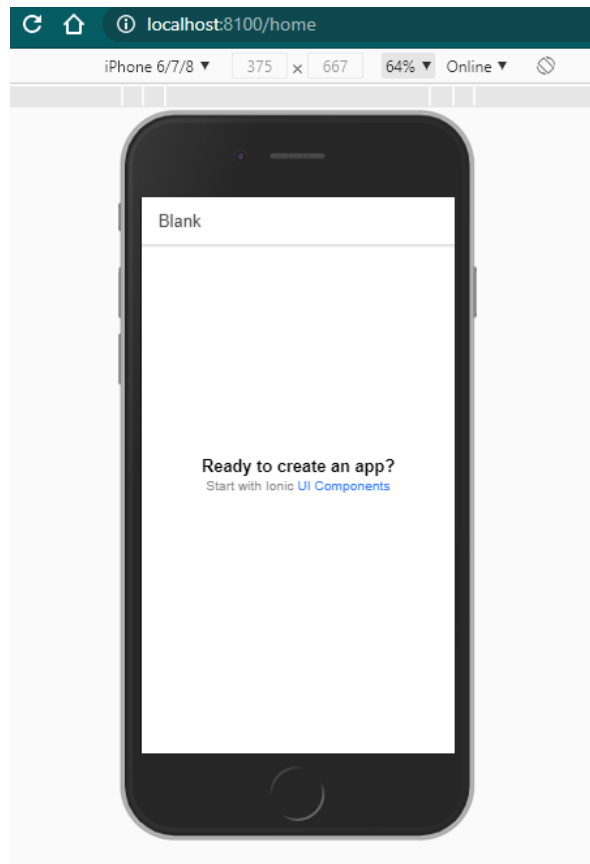 localhost:8100/home
iPhone 6/7/8 ▼ 375 x 667 64% ▼ Online ▼
Blank
Ready to create an app?
Start with Ionic UI Components